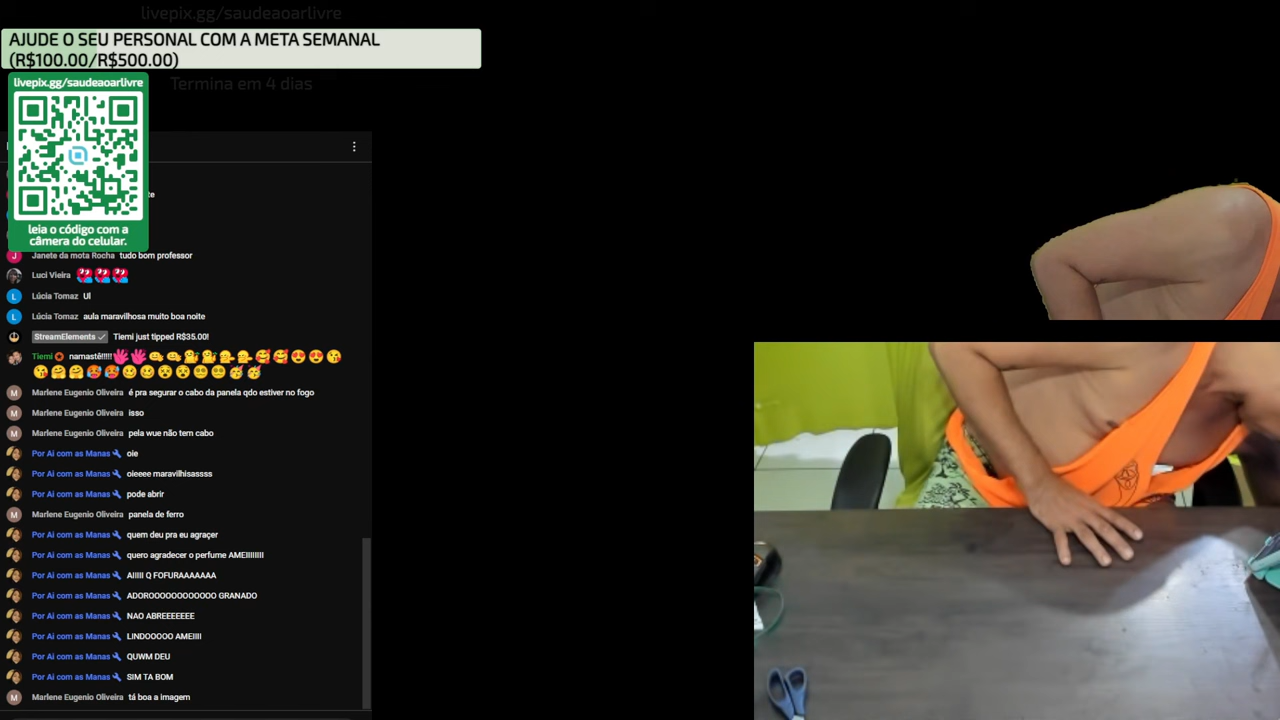 livepix.gg/saudeaoarlivre
AJUDE O SEU PERSONAL COM A META SEMANAL
(R$100.00/R$500.00)
livepix.gg/saudeaoarlivre
Termina em 4 dias
leia o código com a
câmera do celular.
Janete da mota Rocha tudo bom professor
Luci Vieira
Lúcia Tomaz Ul
Lúcia Tomaz aula maravilhosa muito boa noite
StreamElements Tiemi just tipped R$35.00!
Tiemi namastê!!!!!
Marlene Eugenio Oliveira é pra segurar o cabo da panela qdo estiver no fogo
Marlene Eugenio Oliveira isso
Marlene Eugenio Oliveira pela wue não tem cabo
Por Ai com as Manas oie
Por Ai com as Manas oieeee maravilhisassss
Por Ai com as Manas pode abrir
Marlene Eugenio Oliveira panela de ferro
Por Ai com as Manas quem deu pra eu agraçer
Por Ai com as Manas quero agradecer o perfume AMEIIIIIIII
Por Ai com as Manas AIIIII Q FOFURAAAAAAA
Por Ai com as Manas ADOROOOOOOOOOOOO GRANADO
Por Ai com as Manas NAO ABREEEEEEE
Por Ai com as Manas LINDOOOOO AMEIIII
Por Ai com as Manas QUWM DEU
Por Ai com as Manas SIM TA BOM
Marlene Eugenio Oliveira tá boa a imagem